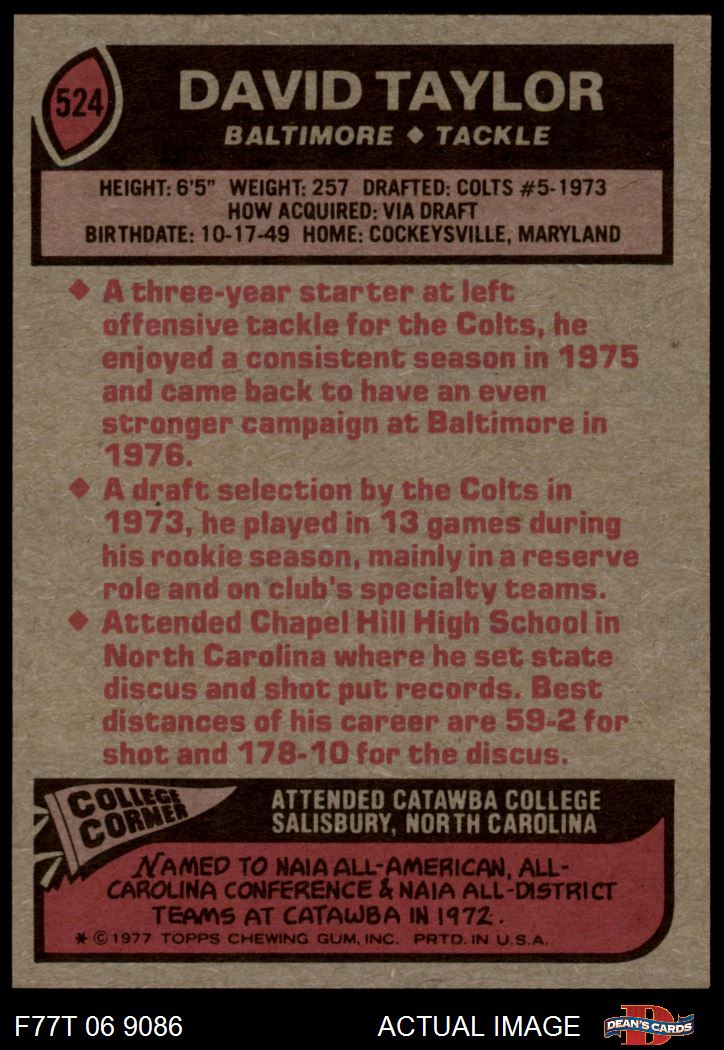 524
DAVID TAYLOR
BALTIMORE ◆ TACKLE
HEIGHT: 6'5" WEIGHT: 257 DRAFTED: COLTS #5-1973
HOW ACQUIRED: VIA DRAFT
BIRTHDATE: 10-17-49 HOME: COCKEYSVILLE, MARYLAND
◆ A three-year starter at left
offensive tackle for the Colts, he
enjoyed a consistent season in 1975
and came back to have an even
stronger campaign at Baltimore in
1976.
◆ A draft selection by the Colts in
1973, he played in 13 games during
his rookie season, mainly in a reserve
role and on club's specialty teams.
◆ Attended Chapel Hill High School in
North Carolina where he set state
discus and shot put records. Best
distances of his career are 59-2 for
shot and 178-10 for the discus.
COLLEGE
CORNER
ATTENDED CATAWBA COLLEGE
SALISBURY, NORTH CAROLINA
NAMED TO NAIA ALL-AMERICAN, ALL-
CAROLINA CONFERENCE & NAIA ALL-DISTRICT
TEAMS AT CATAWBA IN 1972.
* © 1977 TOPPS CHEWING GUM, INC. PRTD. IN U.S.A.
F77T 06 9086
ACTUAL IMAGE
D
DEAN'S CARDS